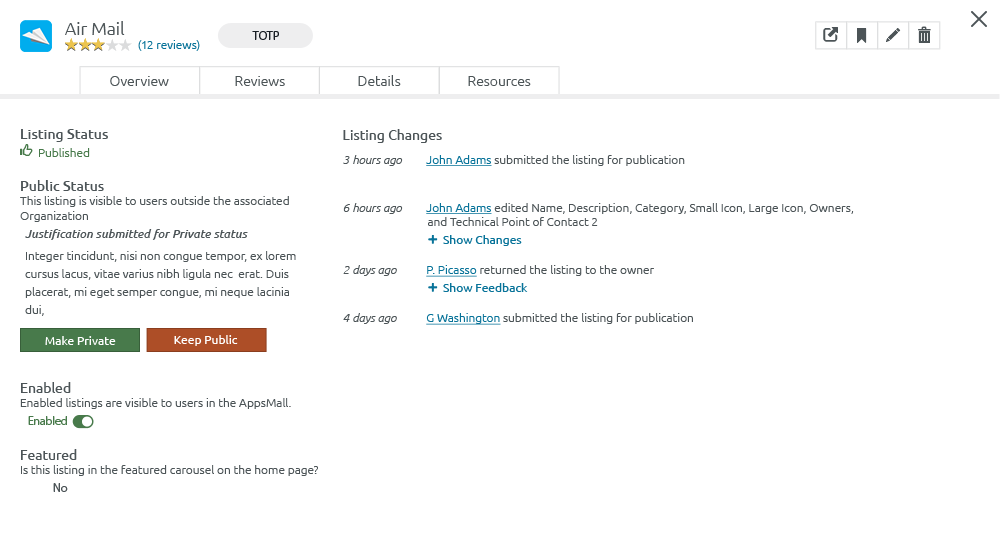 Air Mail
(12 reviews)
TOTP
Overview
Reviews
Details
Resources
Listing Status
Published
Public Status
This listing is visible to users outside the associated
Organization
Justification submitted for Private status
Integer tincidunt, nisi non congue tempor, ex lorem
cursus lacus, vitae varius nibh ligula nec erat. Duis
placerat, mi eget semper congue, mi neque lacinia
dui,
Make Private
Keep Public
Enabled
Enabled listings are visible to users in the AppsMall.
Enabled
Featured
Is this listing in the featured carousel on the home page?
No
Listing Changes
3 hours ago John Adams submitted the listing for publication
6 hours ago John Adams edited Name, Description, Category, Small Icon, Large Icon, Owners,
and Technical Point of Contact 2
+ Show Changes
2 days ago P. Picasso returned the listing to the owner
+ Show Feedback
4 days ago G Washington submitted the listing for publication